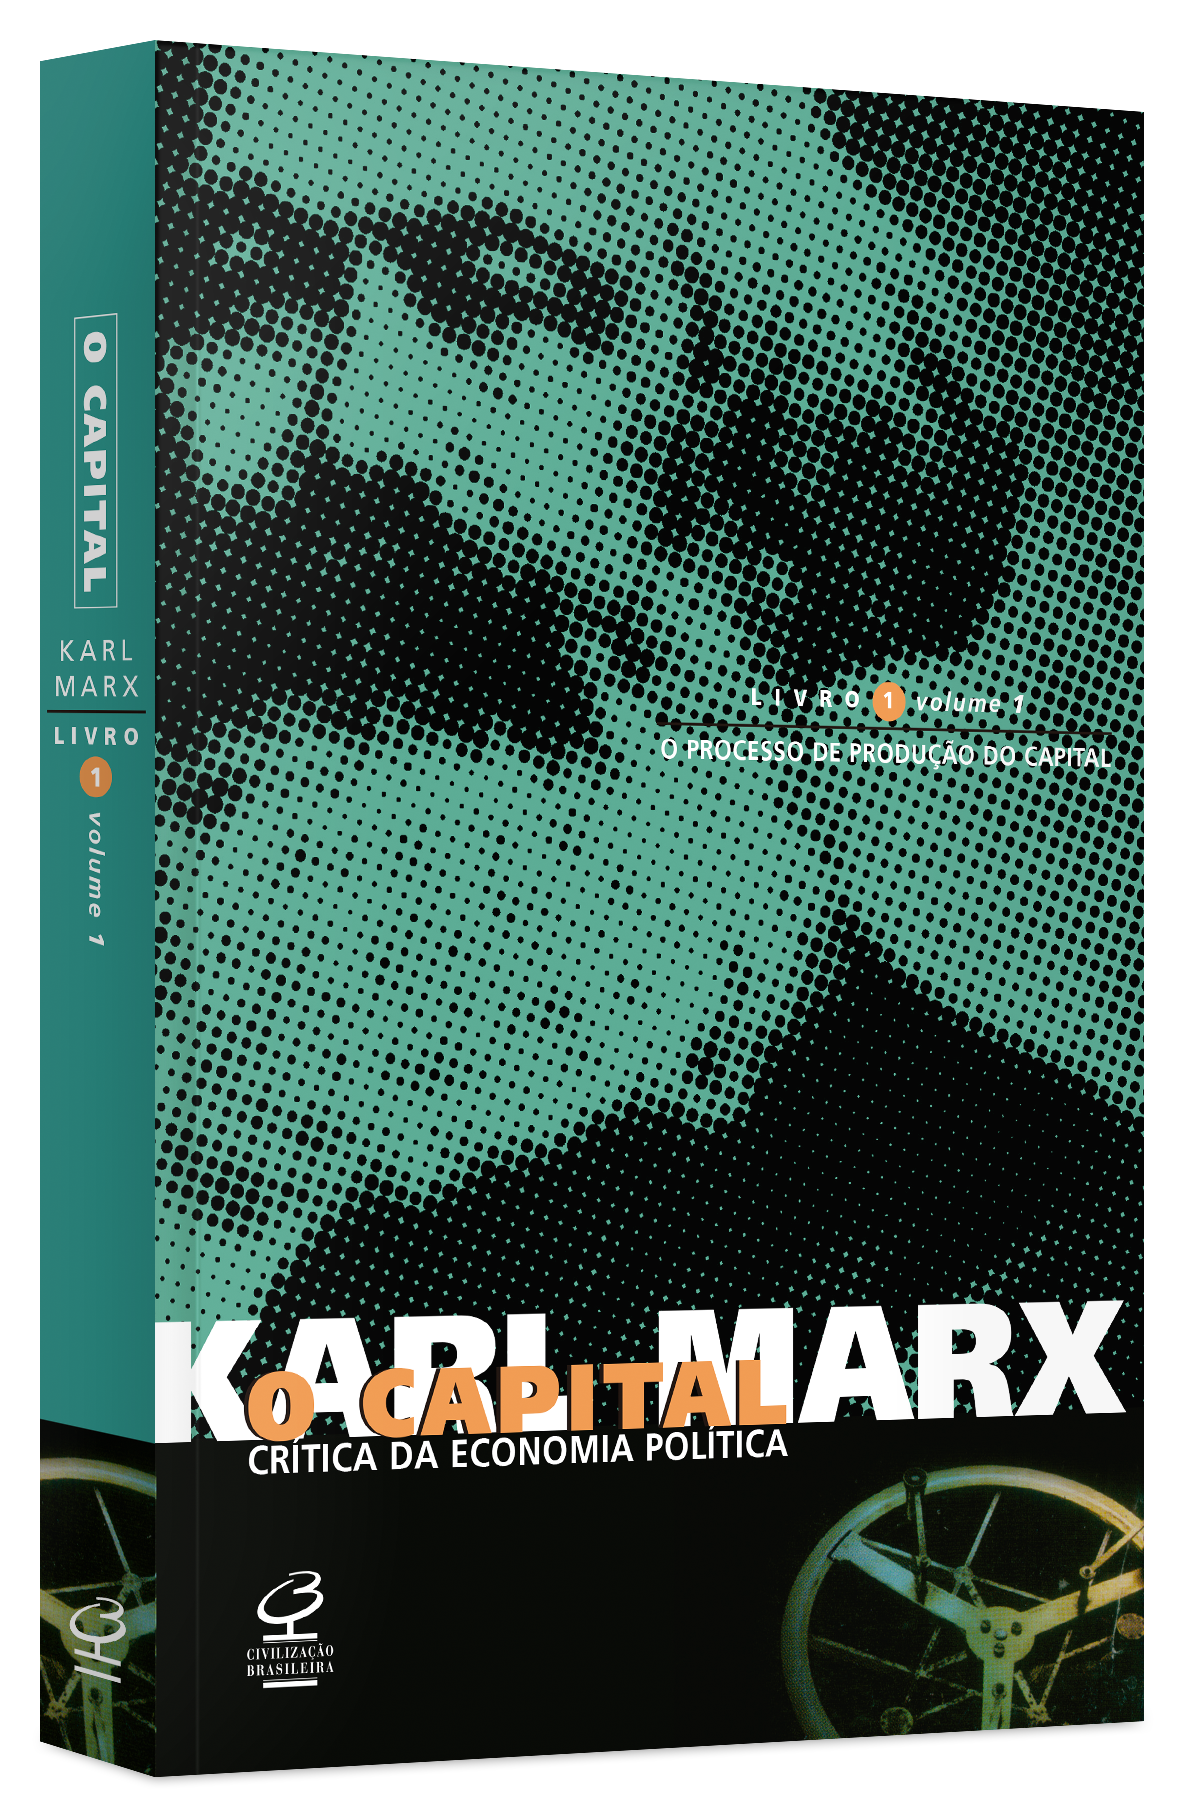 O CAPITAL
KARL
MARX
LIVRO
1
volume 1
LIVRO 1 volume 1
O PROCESSO DE PRODUÇÃO DO CAPITAL
KARL MARX
O CAPITAL
CRÍTICA DA ECONOMIA POLÍTICA
CIVILIZAÇÃO
BRASILEIRA